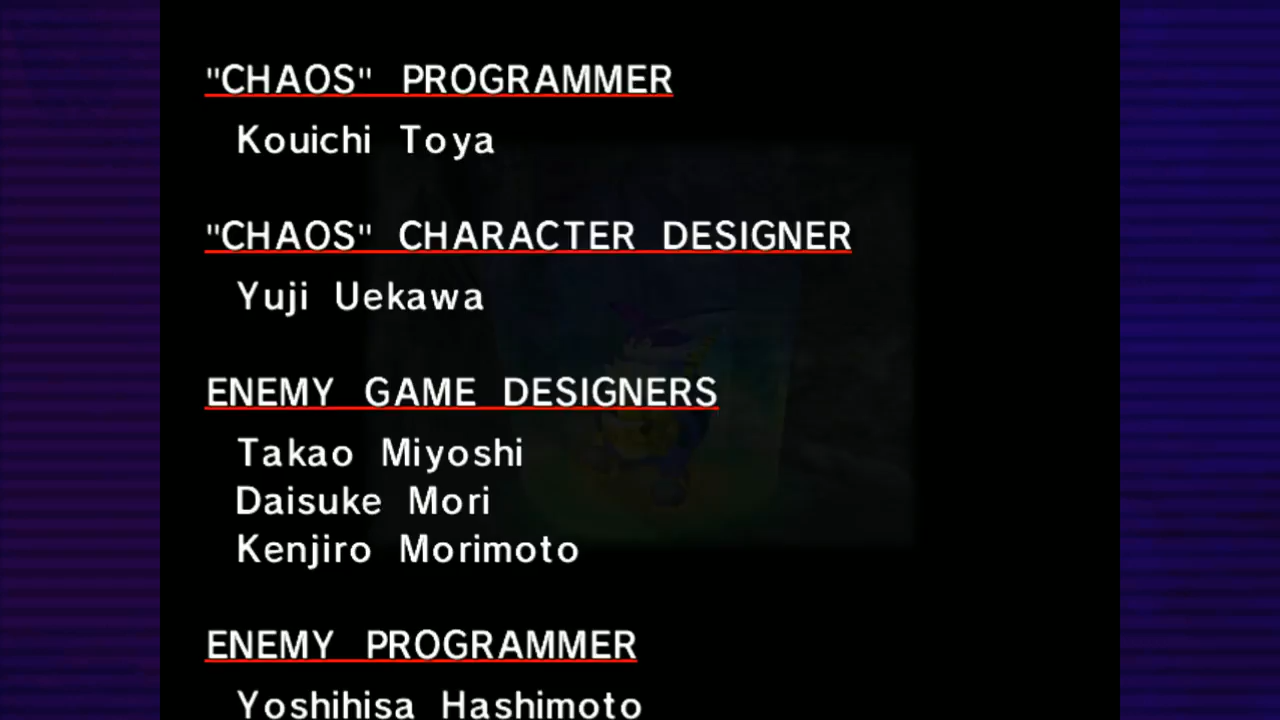 "CHAOS" PROGRAMMER
Kouichi Toya
"CHAOS" CHARACTER DESIGNER
Yuji Uekawa
ENEMY GAME DESIGNERS
Takao Miyoshi
Daisuke Mori
Kenjiro Morimoto
ENEMY PROGRAMMER
Yoshihisa Hashimoto